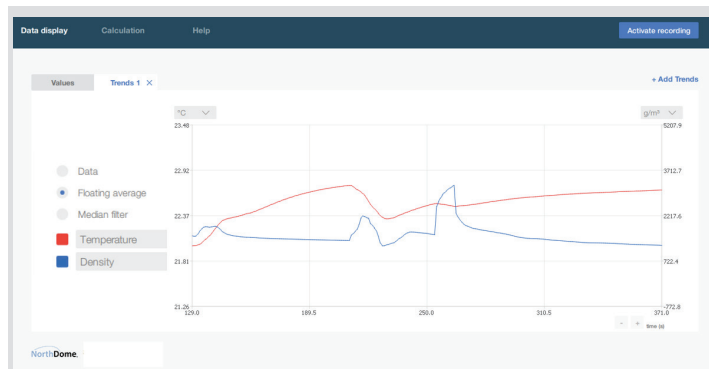 Data display Calculation Help Activate recording
Values Trends 1 × + Add Trends
°C g/m³
23.48 5207.9
22.92 3712.7
22.37 2217.6
21.81 722.4
21.26 -772.8
129.0 189.5 250.0 310.5 371.0
- + time (s)
Data
Floating average
Median filter
Temperature
Density
NorthDome.